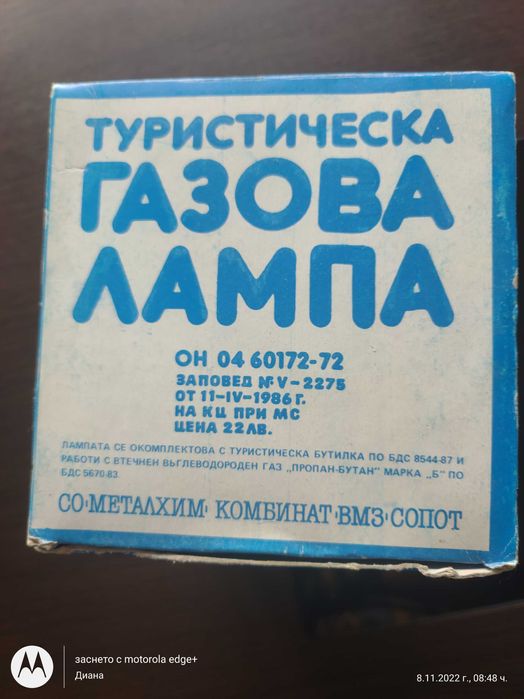 ТУРИСТИЧЕСКА
ГАЗОВА
ЛАМПА
ОН 04 60172-72
ЗАПОВЕД № V-2275
ОТ 11-IV-1986 Г.
НА КЦ ПРИ МС
ЦЕНА 22 ЛВ.
ЛАМПАТА СЕ ОКОМПЛЕКТОВА С ТУРИСТИЧЕСКА БУТИЛКА ПО БДС 8544-87 И
РАБОТИ С ВТЕЧНЕН ВЪГЛЕВОДОРОДЕН ГАЗ „ПРОПАН-БУТАН" МАРКА „Б" ПО
БДС 5670-83.
СО·МЕТАЛХИМ· КОМБИНАТ·ВМЗ·СОПОТ
заснето с motorola edge+
Диана
8.11.2022 г., 08:48 ч.